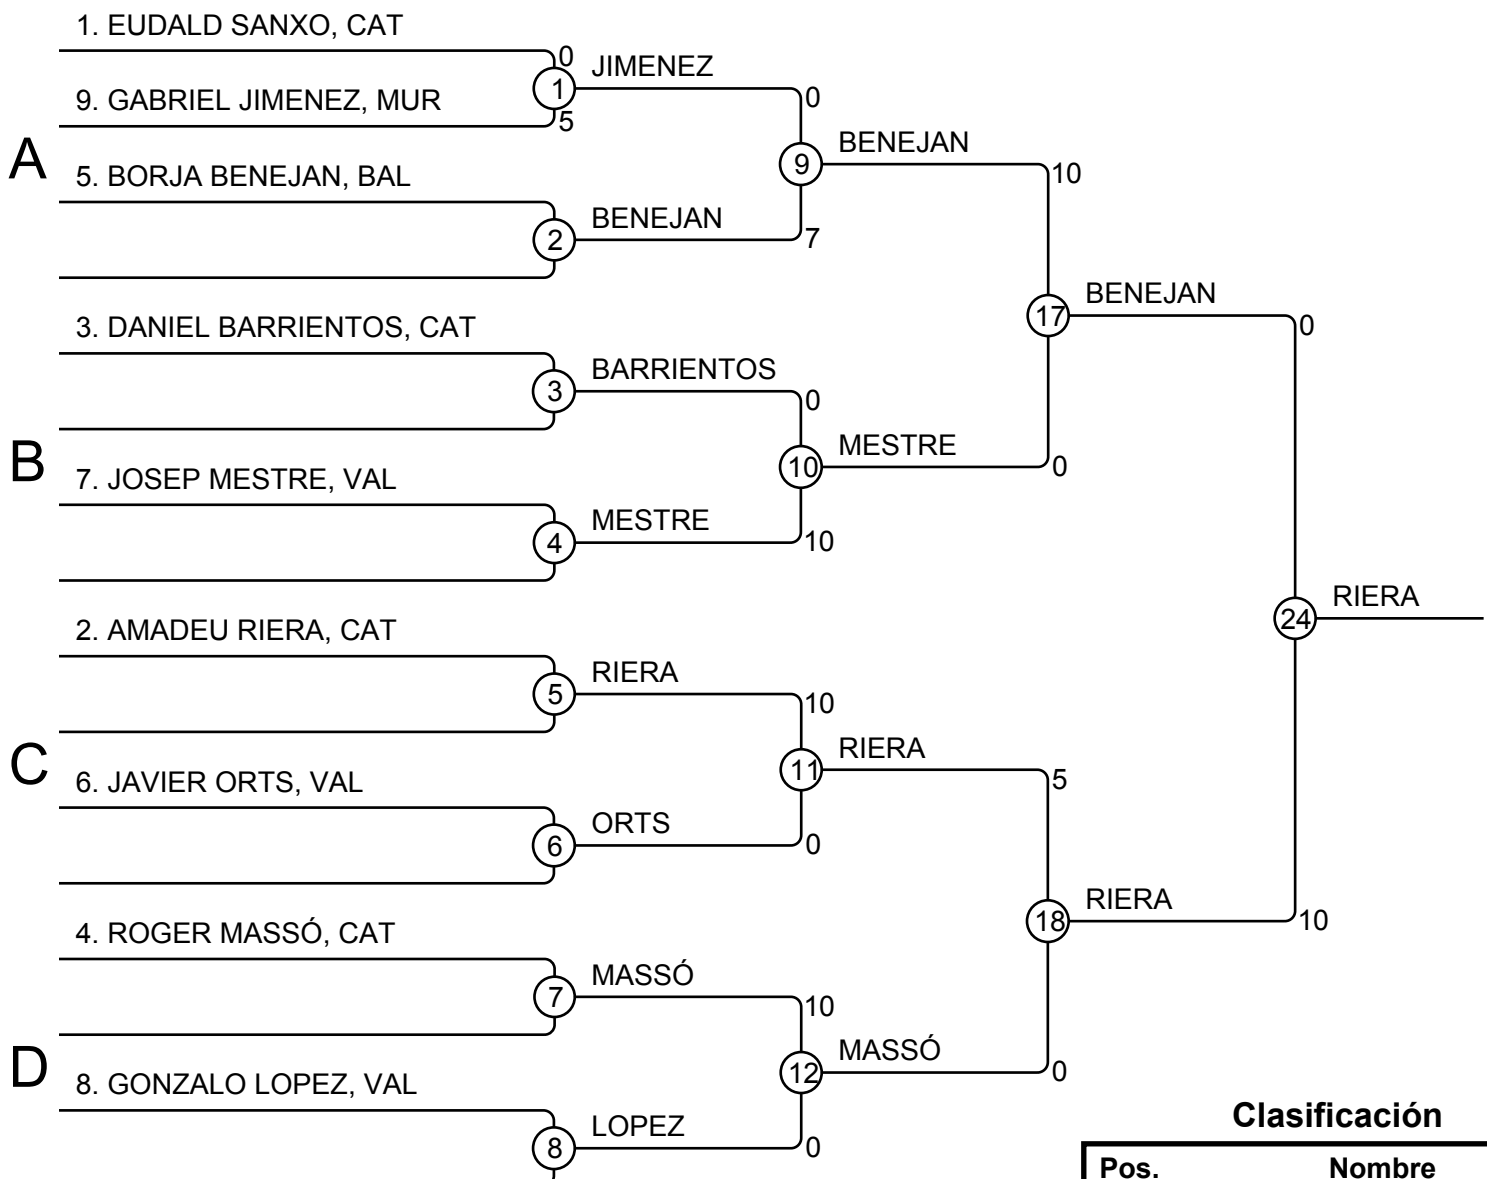 1. EUDALD SANXO, CAT
0
JIMENEZ
1
9. GABRIEL JIMENEZ, MUR
5
0
BENEJAN
A
9
10
5. BORJA BENEJAN, BAL
BENEJAN
2
7
BENEJAN
17
0
3. DANIEL BARRIENTOS, CAT
BARRIENTOS
3
0
MESTRE
B
10
0
7. JOSEP MESTRE, VAL
MESTRE
4
10
RIERA
24
2. AMADEU RIERA, CAT
RIERA
5
10
RIERA
C
11
5
6. JAVIER ORTS, VAL
ORTS
6
0
RIERA
18
10
4. ROGER MASSÓ, CAT
MASSÓ
7
10
MASSÓ
D
12
0
8. GONZALO LOPEZ, VAL
LOPEZ
8
0
Clasificación
Pos. Nombre